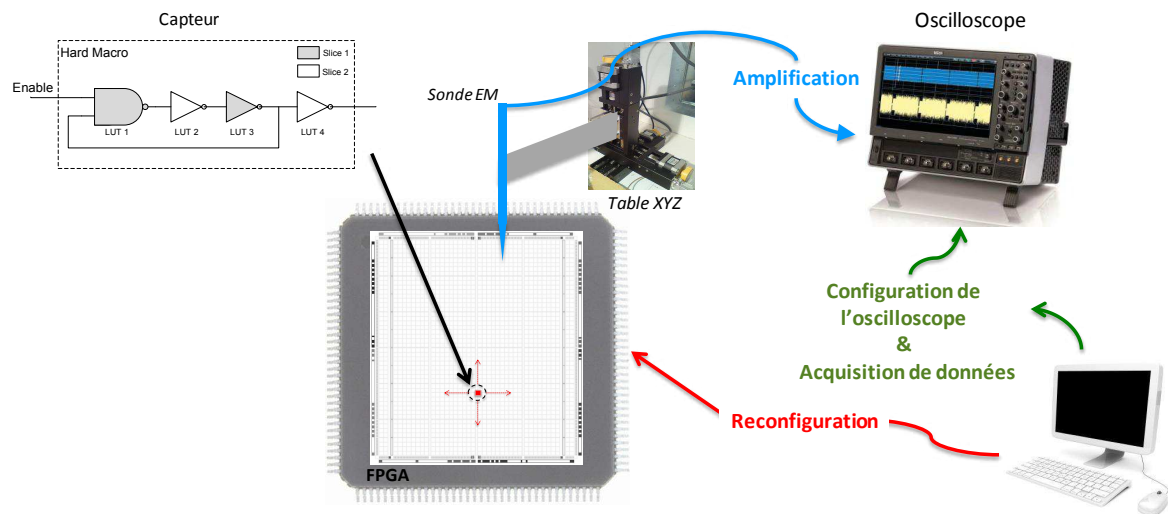 Capteur
Hard Macro
Slice 1
Slice 2
Enable
LUT 1
LUT 2
LUT 3
LUT 4
Sonde EM
Table XYZ
Amplification
Oscilloscope
Configuration de
l'oscilloscope
&
Acquisition de données
Reconfiguration
FPGA